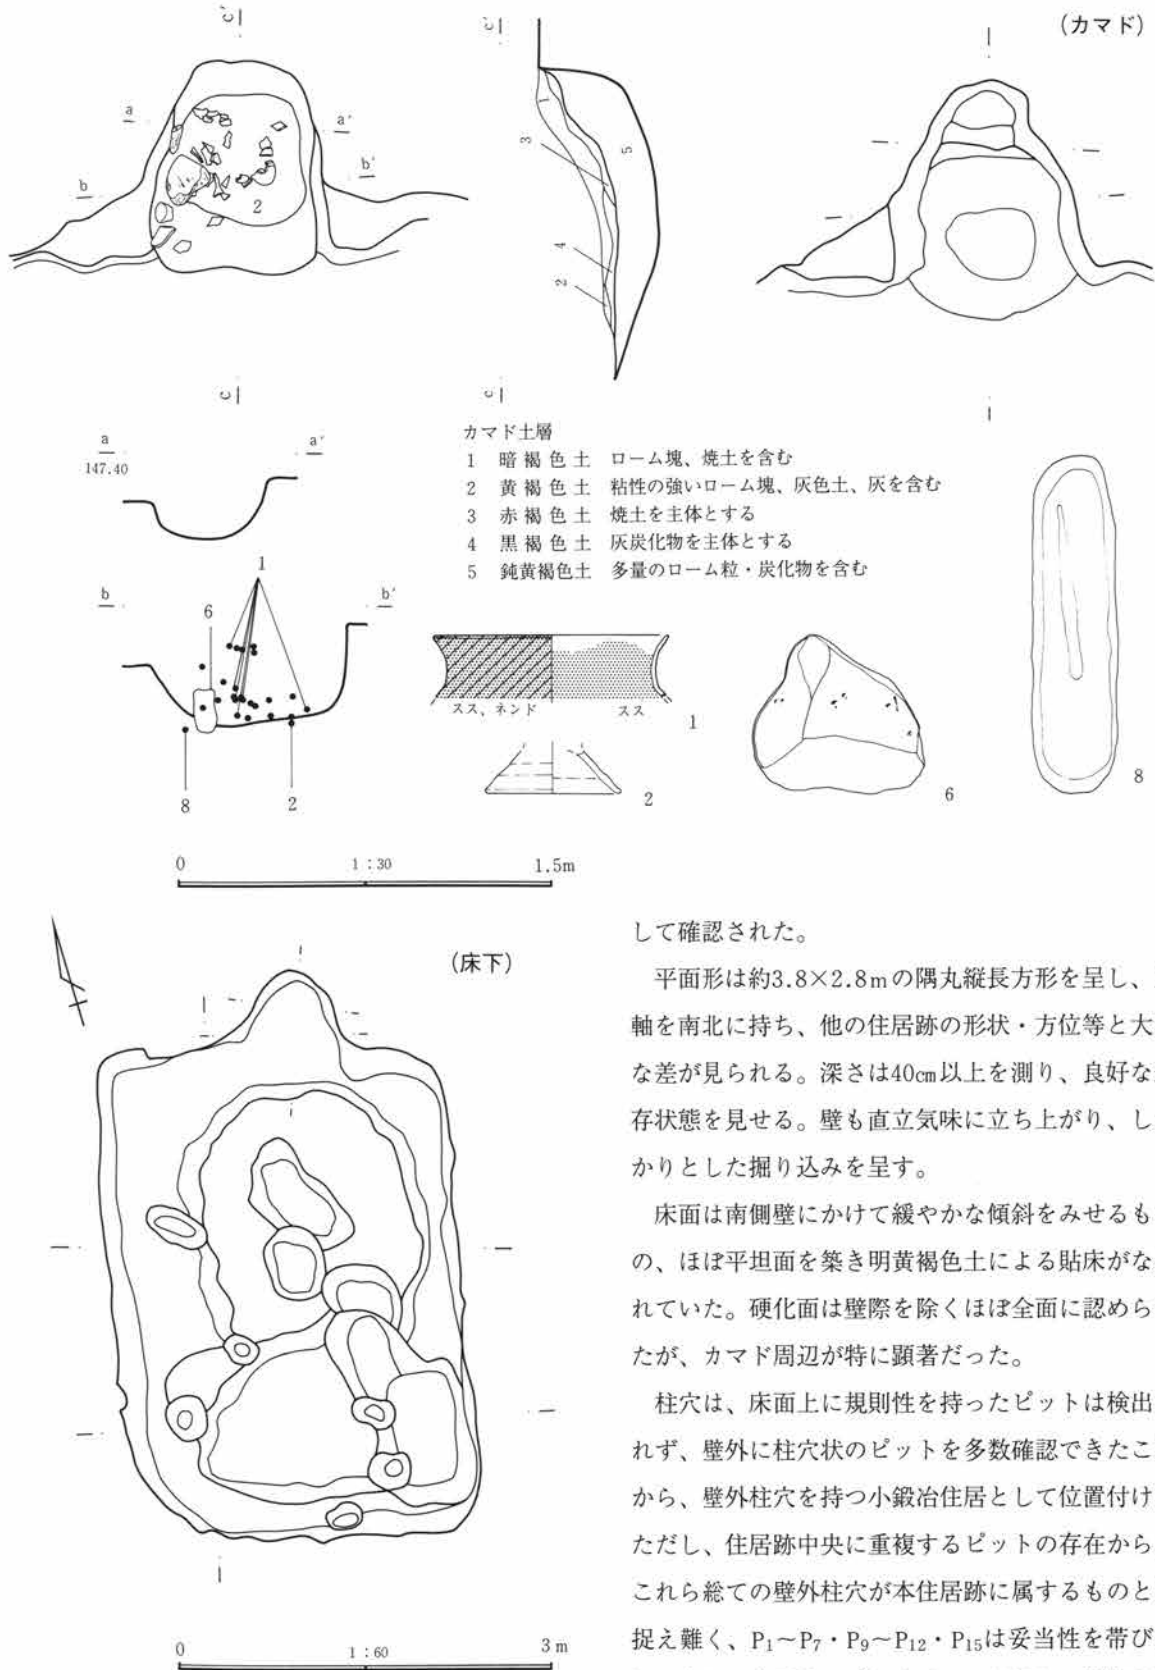 (カマド)
c'
c'
a
a'
b
b'
2
1
3
5
4
2
c
c
a
a'
147.40
カマド土層
1 暗褐色土 ローム塊、焼土を含む
2 黄褐色土 粘性の強いローム塊、灰色土、灰を含む
3 赤褐色土 焼土を主体とする
4 黒褐色土 灰炭化物を主体とする
5 鈍黄褐色土 多量のローム粒・炭化物を含む
b
b'
1
6
8
2
スス、ネンド
スス
1
2
6
8
0 1:30 1.5m
(床下)
0 1:60 3m
して確認された。
平面形は約3.8×2.8mの隅丸縦長方形を呈し、
軸を南北に持ち、他の住居跡の形状・方位等と大
な差が見られる。深さは40cm以上を測り、良好な
存状態を見せる。壁も直立気味に立ち上がり、し
かりとした掘り込みを呈す。
床面は南側壁にかけて緩やかな傾斜をみせるも
の、ほぼ平坦面を築き明黄褐色土による貼床がな
れていた。硬化面は壁際を除くほぼ全面に認めら
たが、カマド周辺が特に顕著だった。
柱穴は、床面上に規則性を持ったピットは検出
れず、壁外に柱穴状のピットを多数確認できたこ
から、壁外柱穴を持つ小鍛冶住居として位置付け
ただし、住居跡中央に重複するピットの存在から
これら総ての壁外柱穴が本住居跡に属するものと
捉え難く、P₁～P₇・P₉～P₁₂・P₁₅は妥当性を帯び